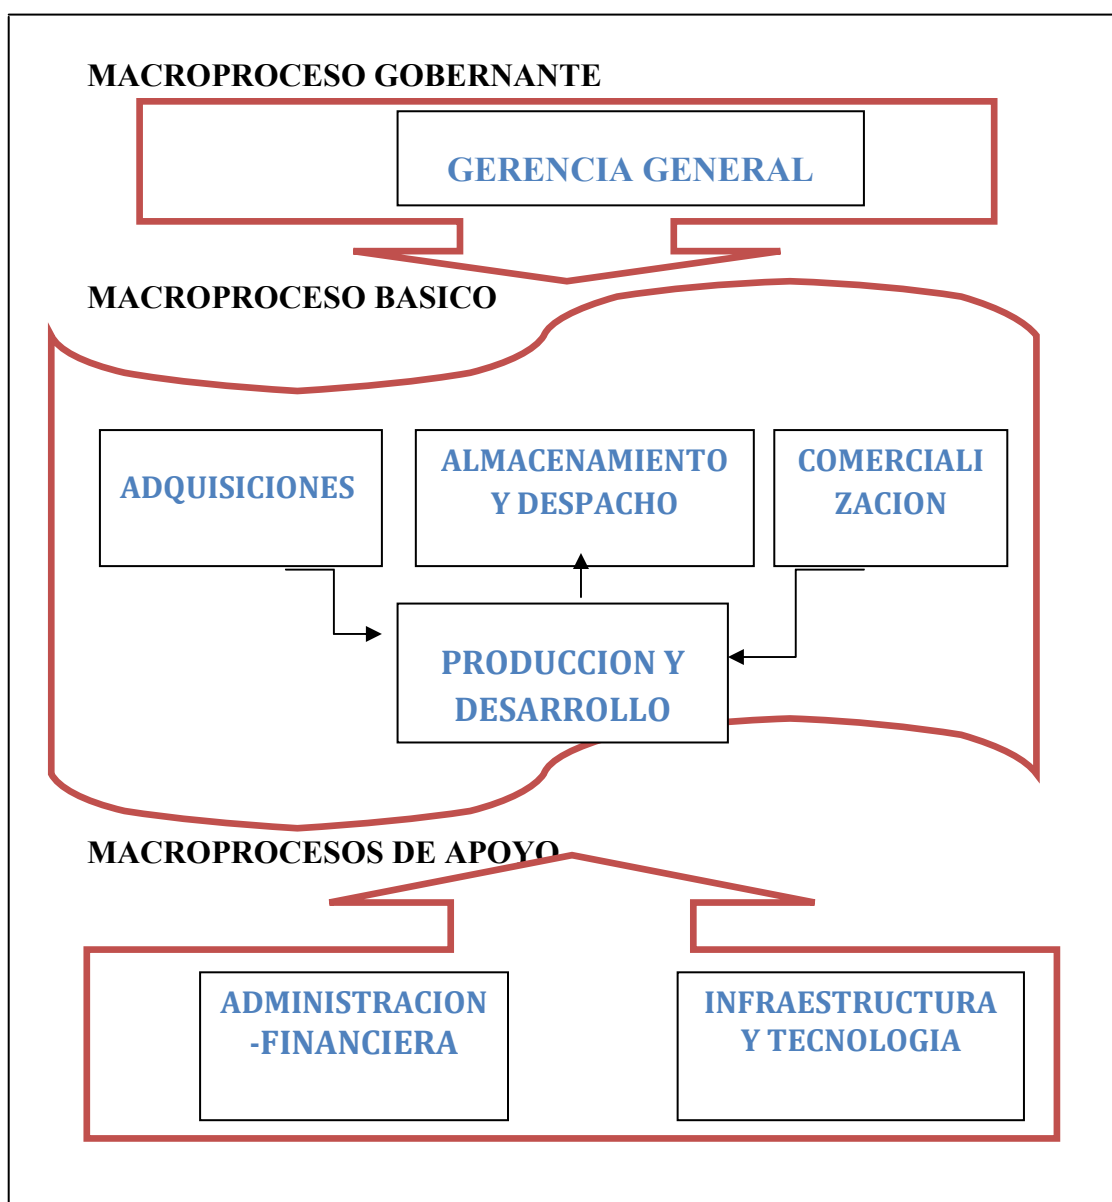 MACROPROCESO GOBERNANTE
GERENCIA GENERAL
MACROPROCESO BASICO
ADQUISICIONES
ALMACENAMIENTO
Y DESPACHO
COMERCIALI
ZACION
PRODUCCION Y
DESARROLLO
MACROPROCESOS DE APOYO
ADMINISTRACION
-FINANCIERA
INFRAESTRUCTURA
Y TECNOLOGIA